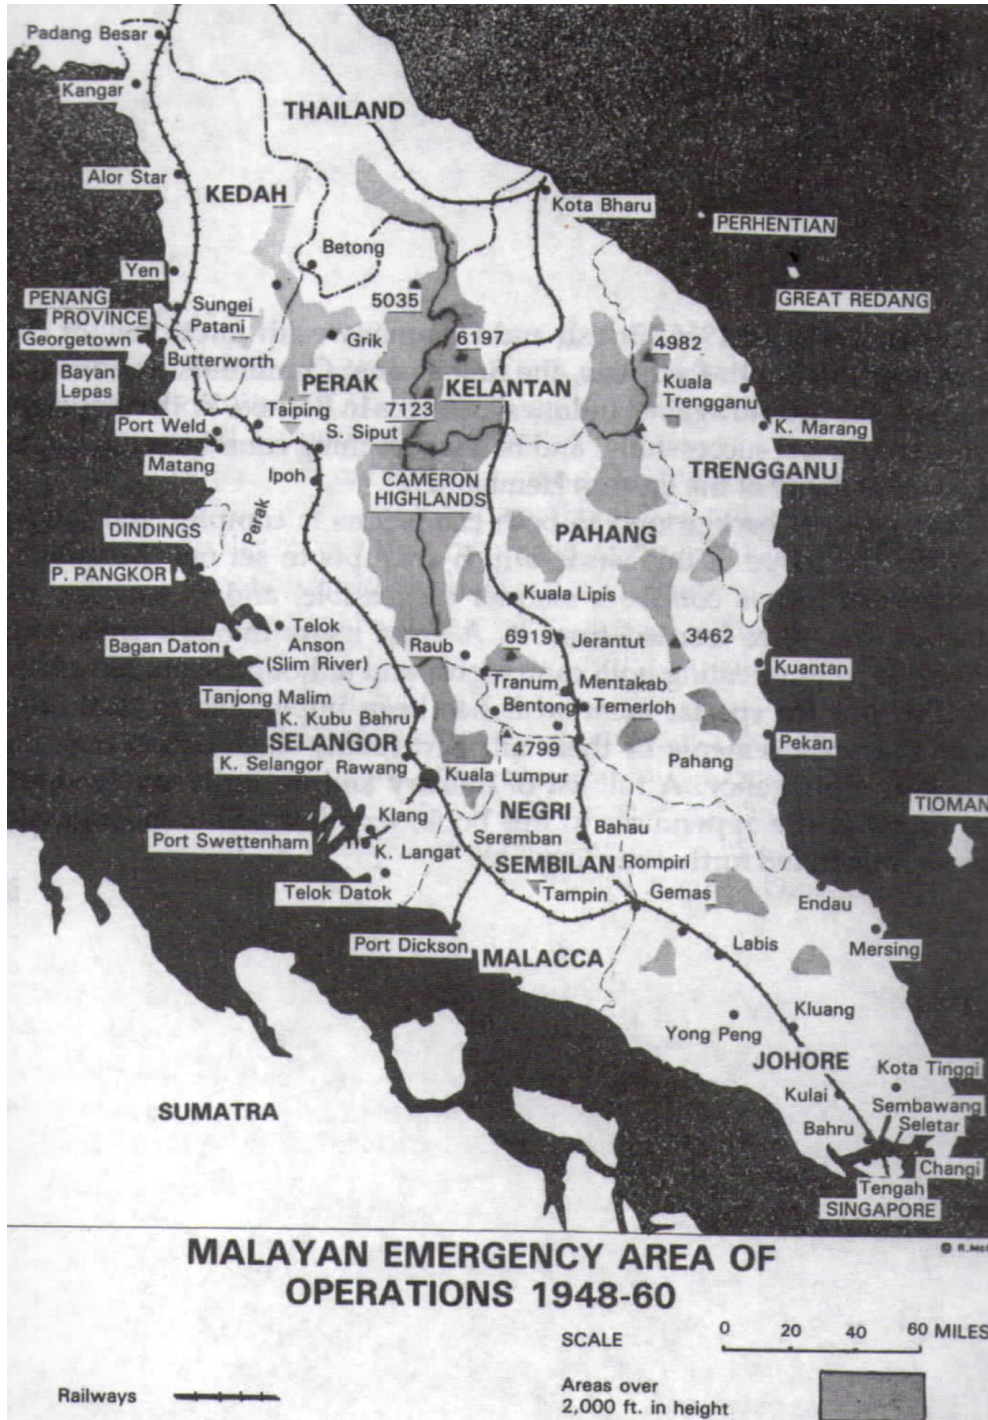 Padang Besar
Kangar
THAILAND
Alor Star
KEDAH
Kota Bharu
PERHENTIAN
Betong
Yen
PENANG
PROVINCE
Sungei
Patani
5035
GREAT REDANG
Georgetown
Butterworth
Grik
6197
4982
Bayan
Lepas
PERAK
KELANTAN
Kuala
Trengganu
7123
Taiping
S. Siput
Port Weld
K. Marang
Matang
Ipoh
CAMERON
HIGHLANDS
TRENGGANU
Perak
DINDINGS
PAHANG
P. PANGKOR
Kuala Lipis
Telok
Anson
(Slim River)
Bagan Daton
Raub
6919
Jerantut
3462
Kuantan
Tranum
Mentakab
Tanjong Malim
K. Kubu Bahru
Bentong
Temerloh
SELANGOR
4799
Pekan
K. Selangor
Rawang
Kuala Lumpur
Pahang
Klang
NEGRI
TIOMAN
Port Swettenham
K. Langat
Seremban
Bahau
SEMBILAN
Rompiri
Telok Datok
Tampin
Gemas
Endau
Port Dickson
MALACCA
Labis
Mersing
Kluang
Yong Peng
JOHORE
Kota Tinggi
SUMATRA
Kulai
Sembawang
Bahru
Seletar
Changi
Tengah
SINGAPORE
MALAYAN EMERGENCY AREA OF
OPERATIONS 1948-60
SCALE
0 20 40 60 MILES
Railways
Areas over
2,000 ft. in height